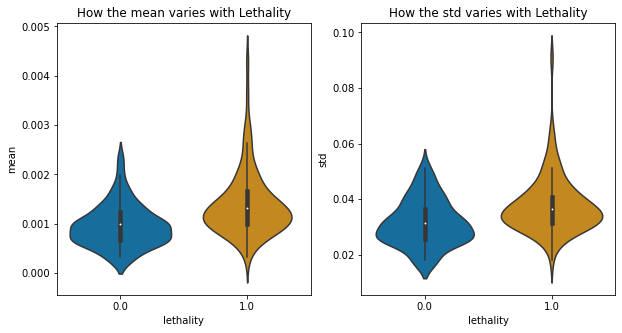 How the mean varies with Lethality
mean
0.005
0.004
0.003
0.002
0.001
0.000
0.0 1.0
lethality
How the std varies with Lethality
std
0.10
0.08
0.06
0.04
0.02
0.0 1.0
lethality